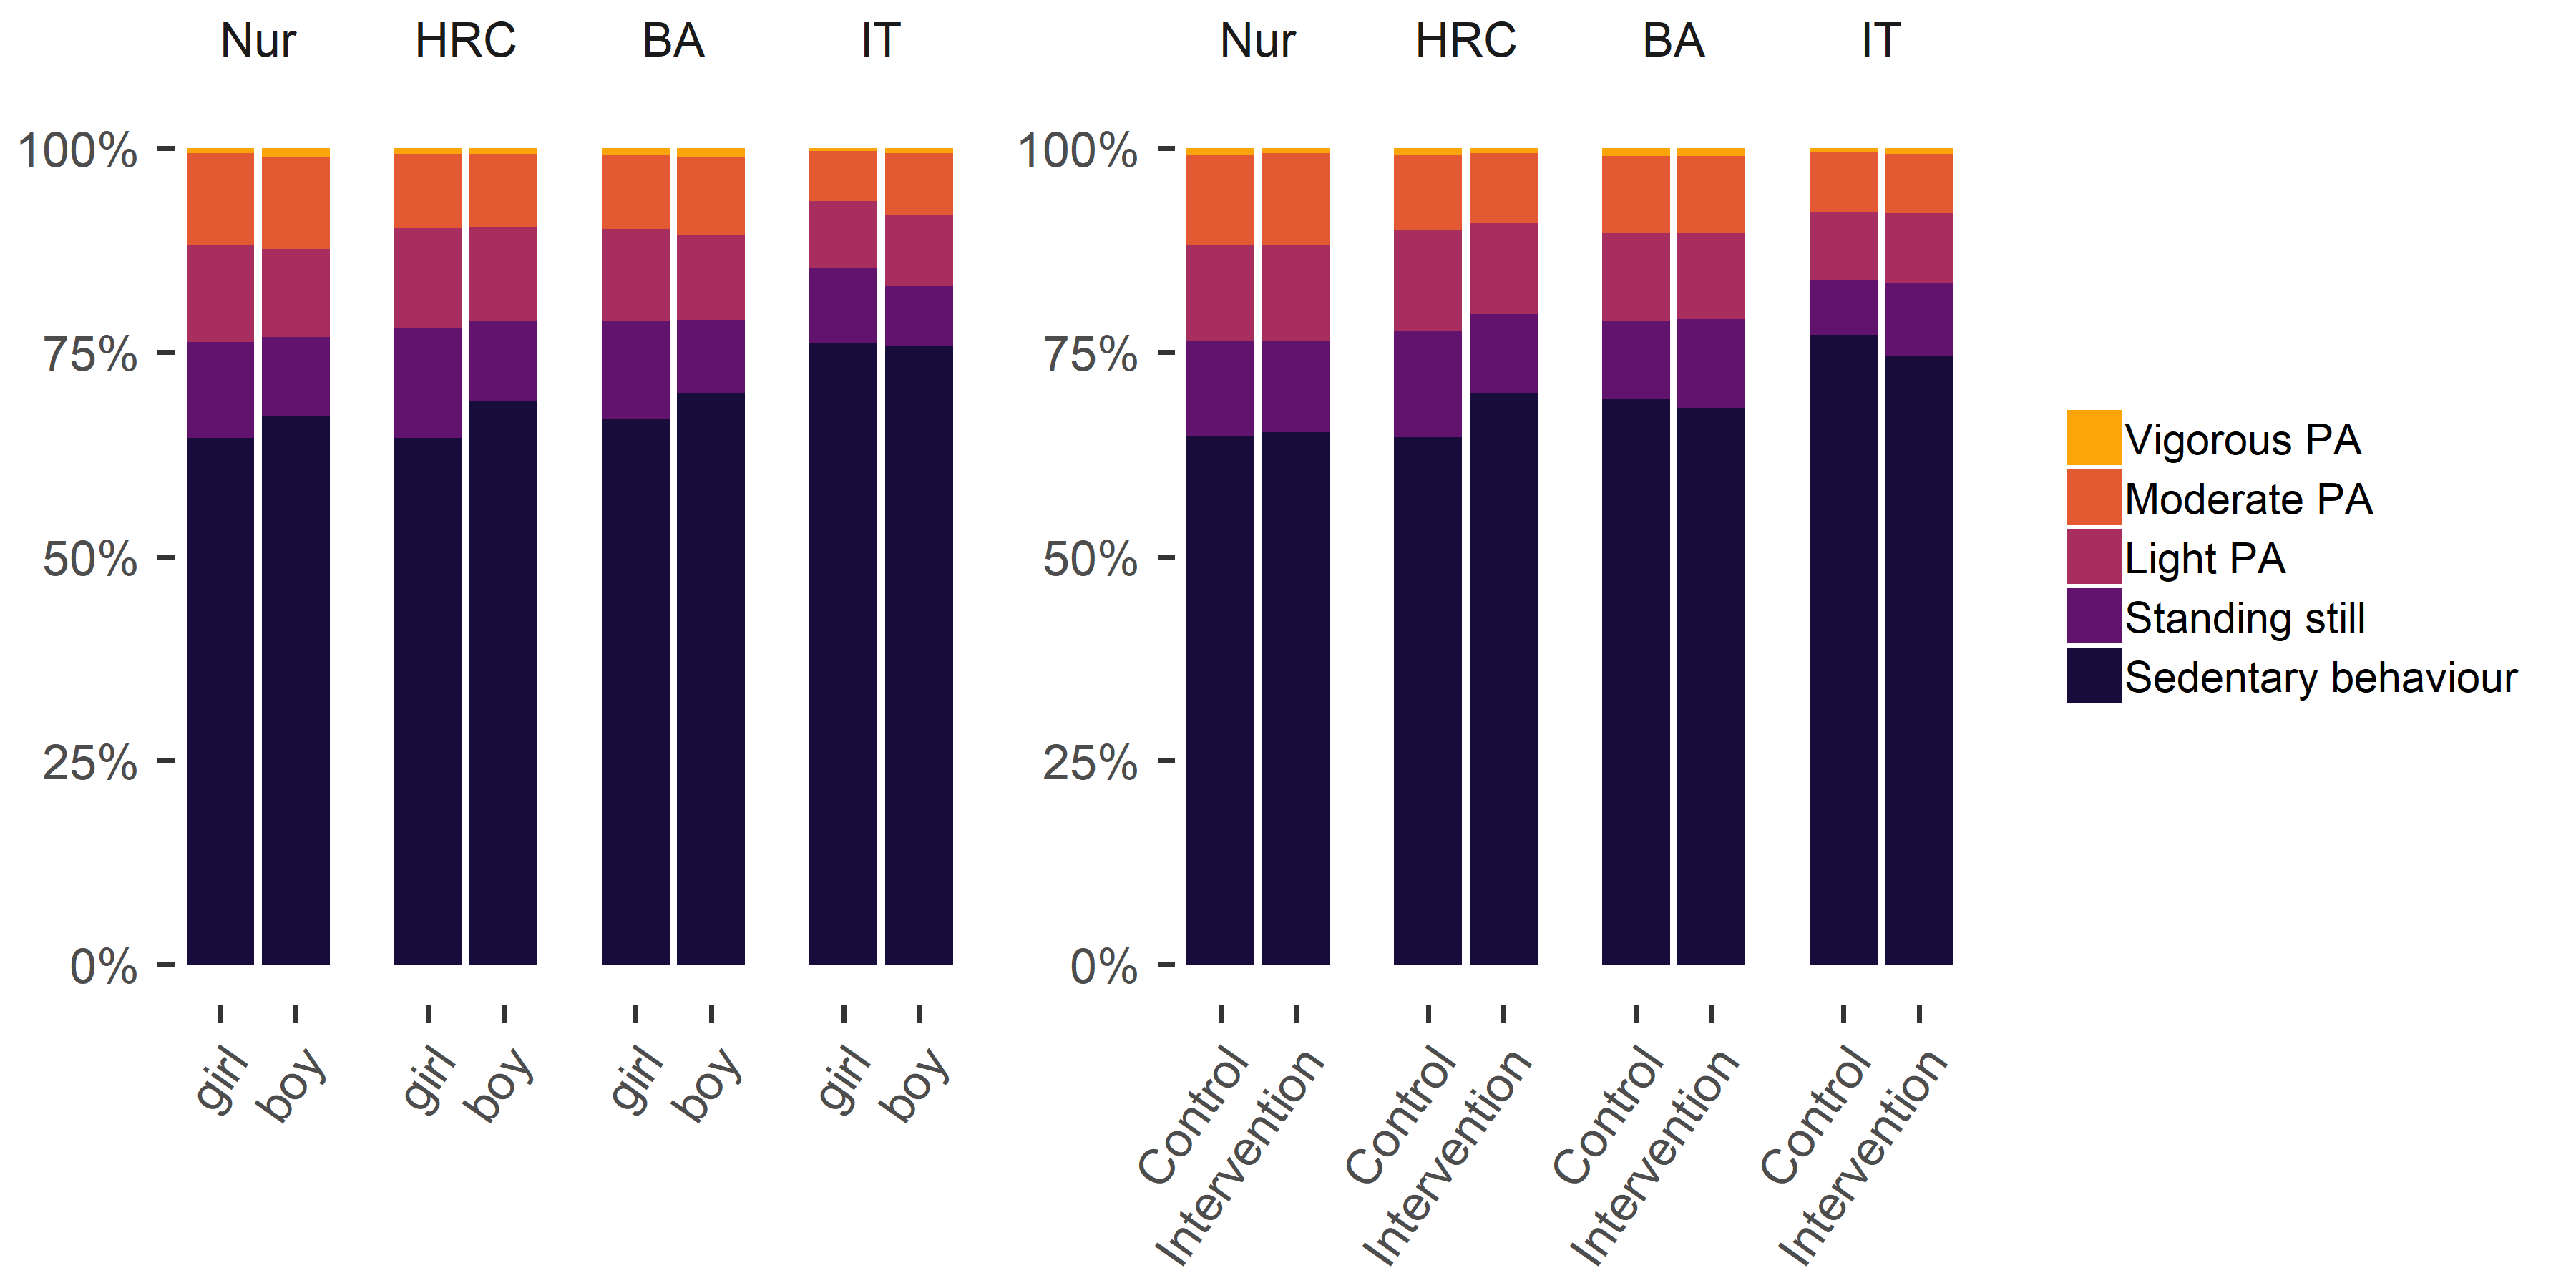 Nur HRC BA IT
Nur HRC BA IT
100%
75%
50%
25%
0%
100%
75%
50%
25%
0%
girl boy girl boy girl boy girl boy
Control Intervention Control Intervention Control Intervention Control Intervention
Vigorous PA
Moderate PA
Light PA
Standing still
Sedentary behaviour